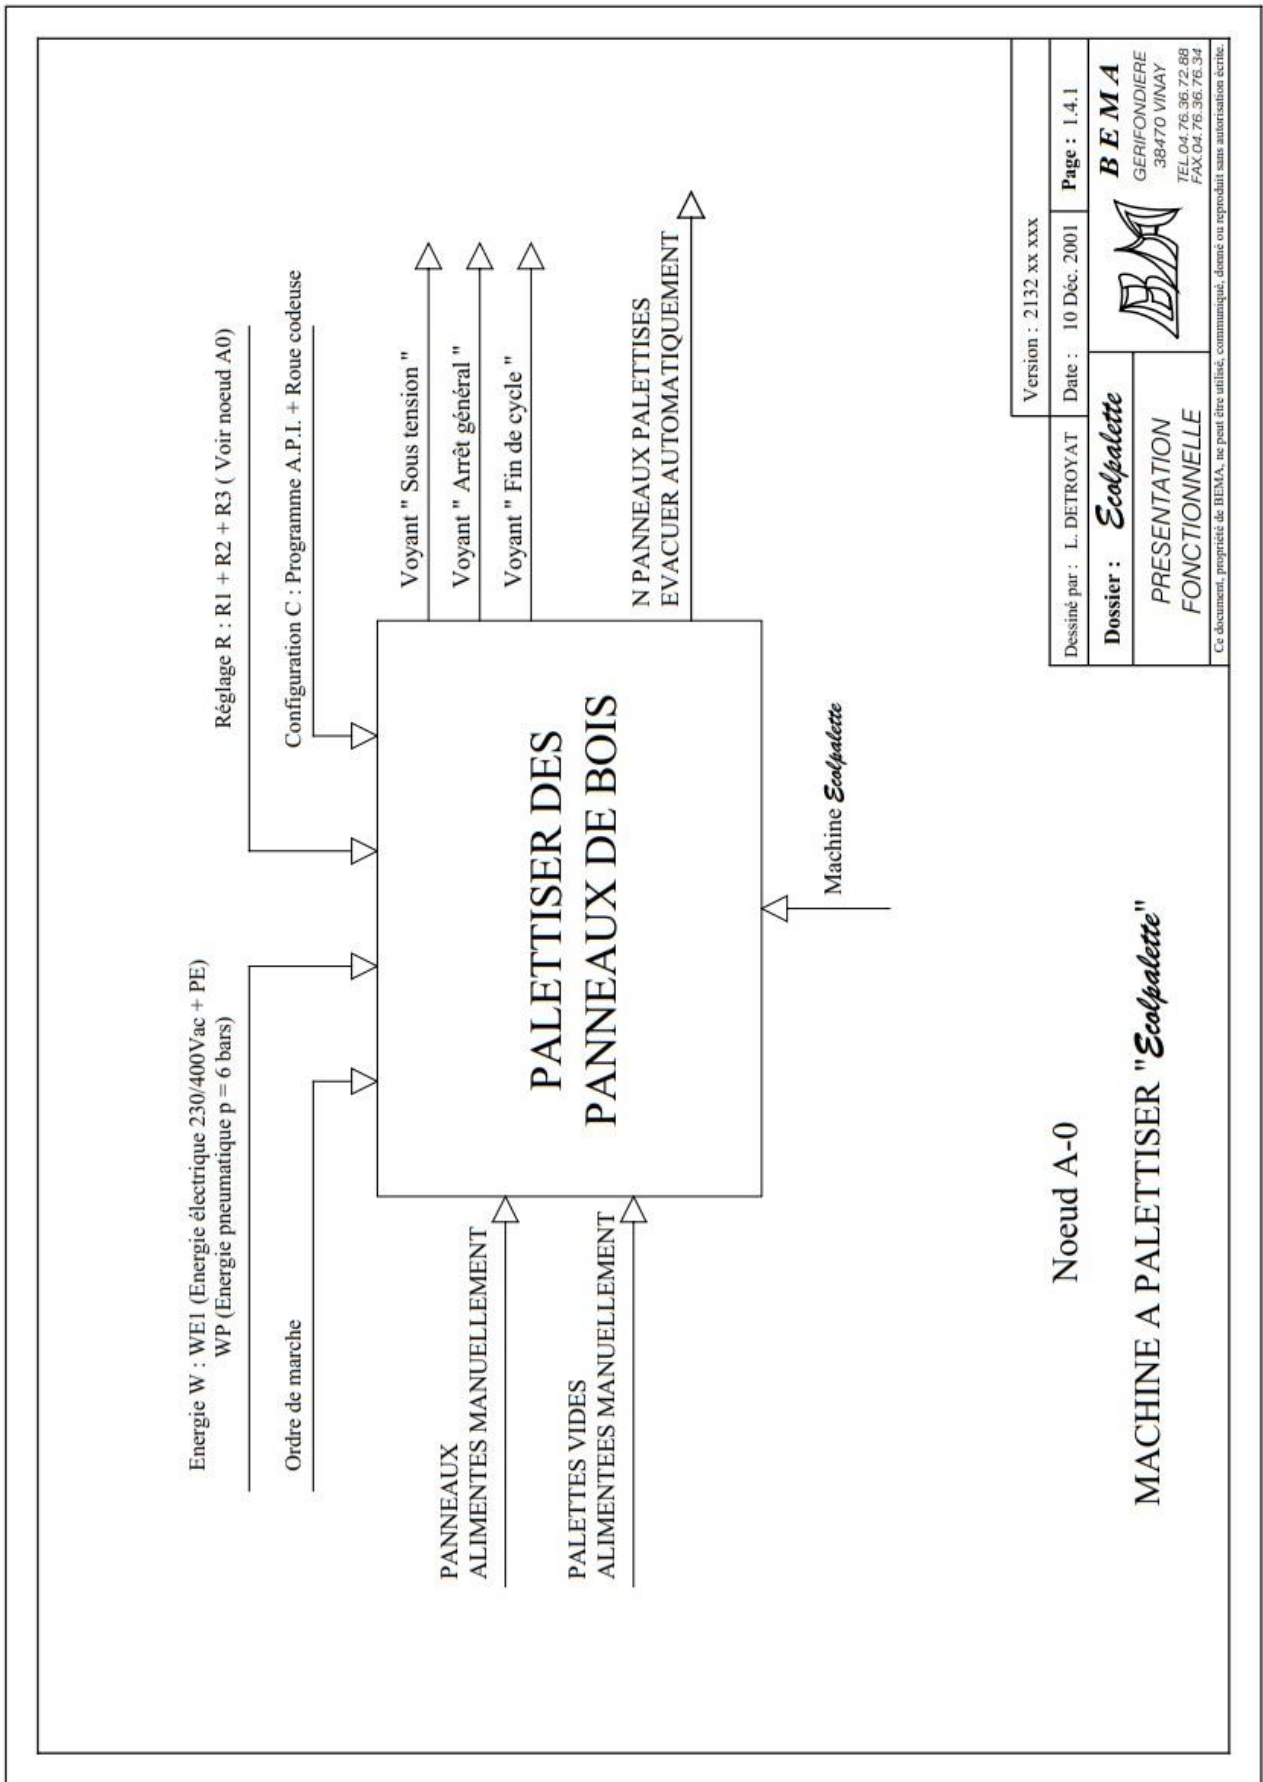 Energie W : WE1 (Energie électrique 230/400Vac + PE)
WP (Energie pneumatique p = 6 bars)
Réglage R : R1 + R2 + R3 ( Voir noeud A0)
Ordre de marche
Configuration C : Programme A.P.I. + Roue codeuse
PANNEAUX
ALIMENTES MANUELLEMENT
PALETTES VIDES
ALIMENTEES MANUELLEMENT
PALETTISER DES
PANNEAUX DE BOIS
Voyant " Sous tension "
Voyant " Arrêt général "
Voyant " Fin de cycle "
N PANNEAUX PALETTISES
EVACUER AUTOMATIQUEMENT
Machine Ecolpalette
Noeud A-0
MACHINE A PALETTISER "Ecolpalette"
Version : 2132 xx xxx
Dessiné par : L. DETROYAT
Date : 10 Déc. 2001
Page : 1.4.1
Dossier : Ecolpalette
PRESENTATION
FONCTIONNELLE
BEMA
GERIFONDIERE
38470 VINAY
TEL.04.76.36.72.88
FAX.04.76.36.76.34
Ce document, propriété de BEMA, ne peut être utilisé, communiqué, donné ou reproduit sans autorisation écrite.